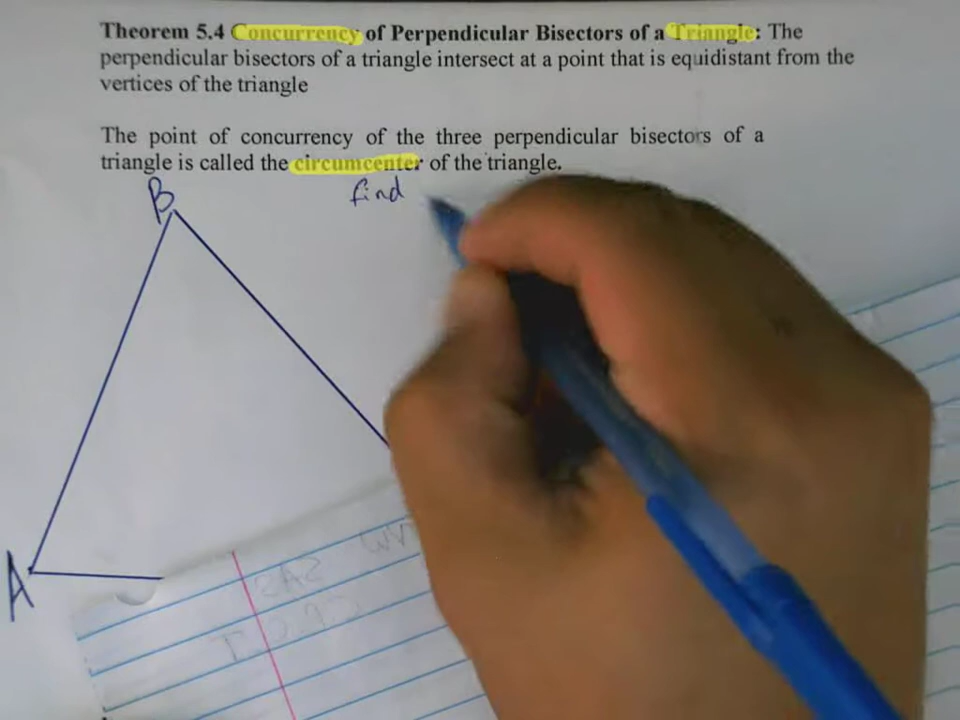 Theorem 5.4 Concurrency of Perpendicular Bisectors of a Triangle: The
perpendicular bisectors of a triangle intersect at a point that is equidistant from the
vertices of the triangle
The point of concurrency of the three perpendicular bisectors of a
triangle is called the circumcenter of the triangle.
B
find
A